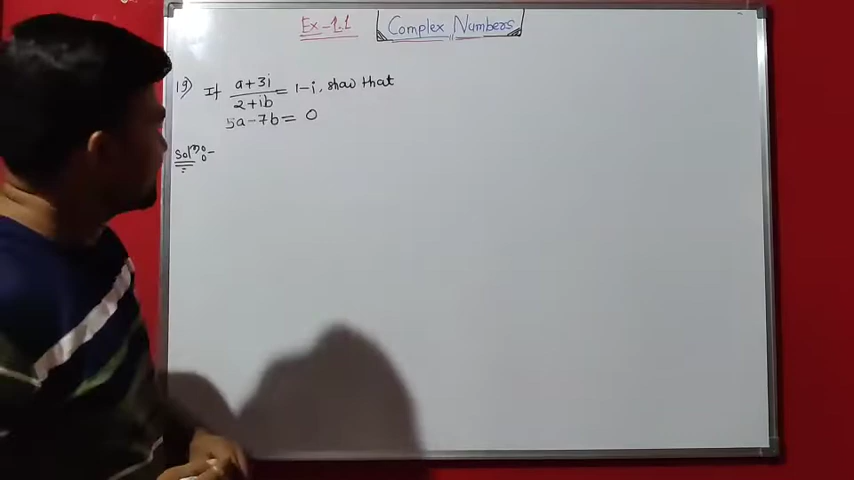 Ex-1.1 Complex Numbers
19) If a+3i/2+ib = 1-i, show that
5a-7b= 0
Solⁿ:-